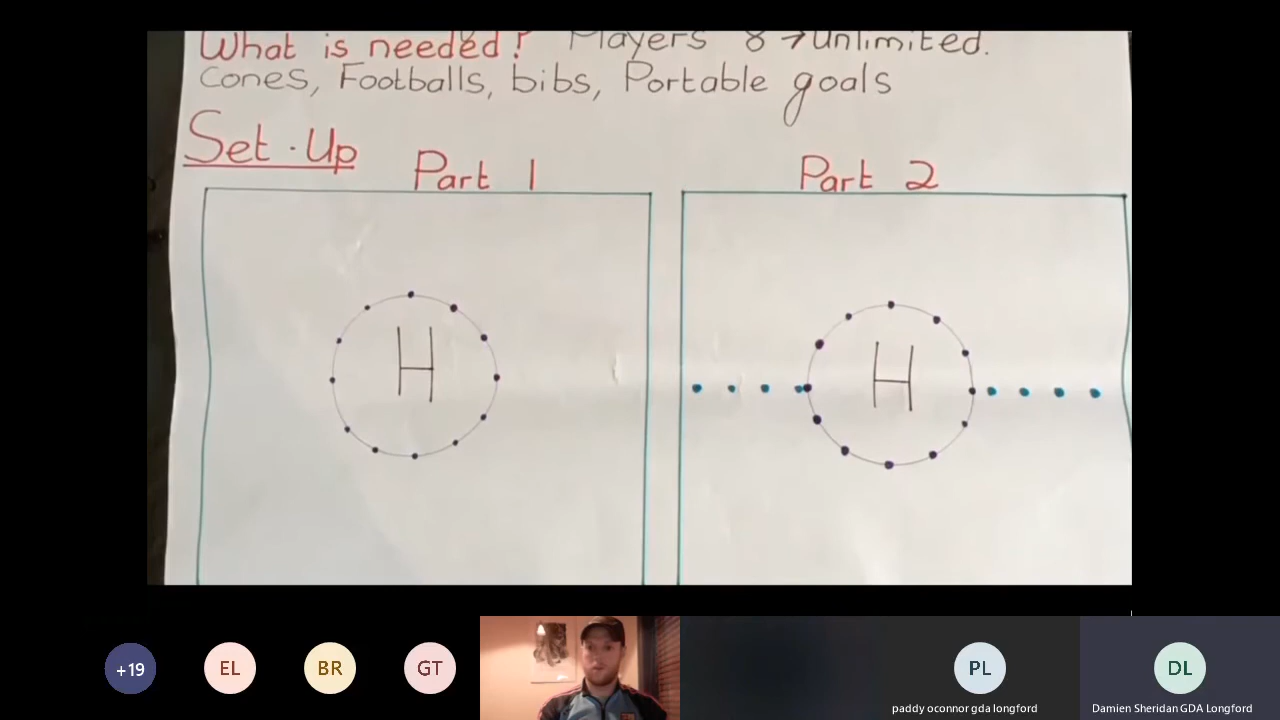 What is needed? Players 8 → Unlimited.
Cones, Footballs, bibs, Portable goals
Set-Up
Part 1
Part 2
H
H
+19
EL
BR
GT
PL
DL
paddy oconnor gda longford
Damien Sheridan GDA Longford